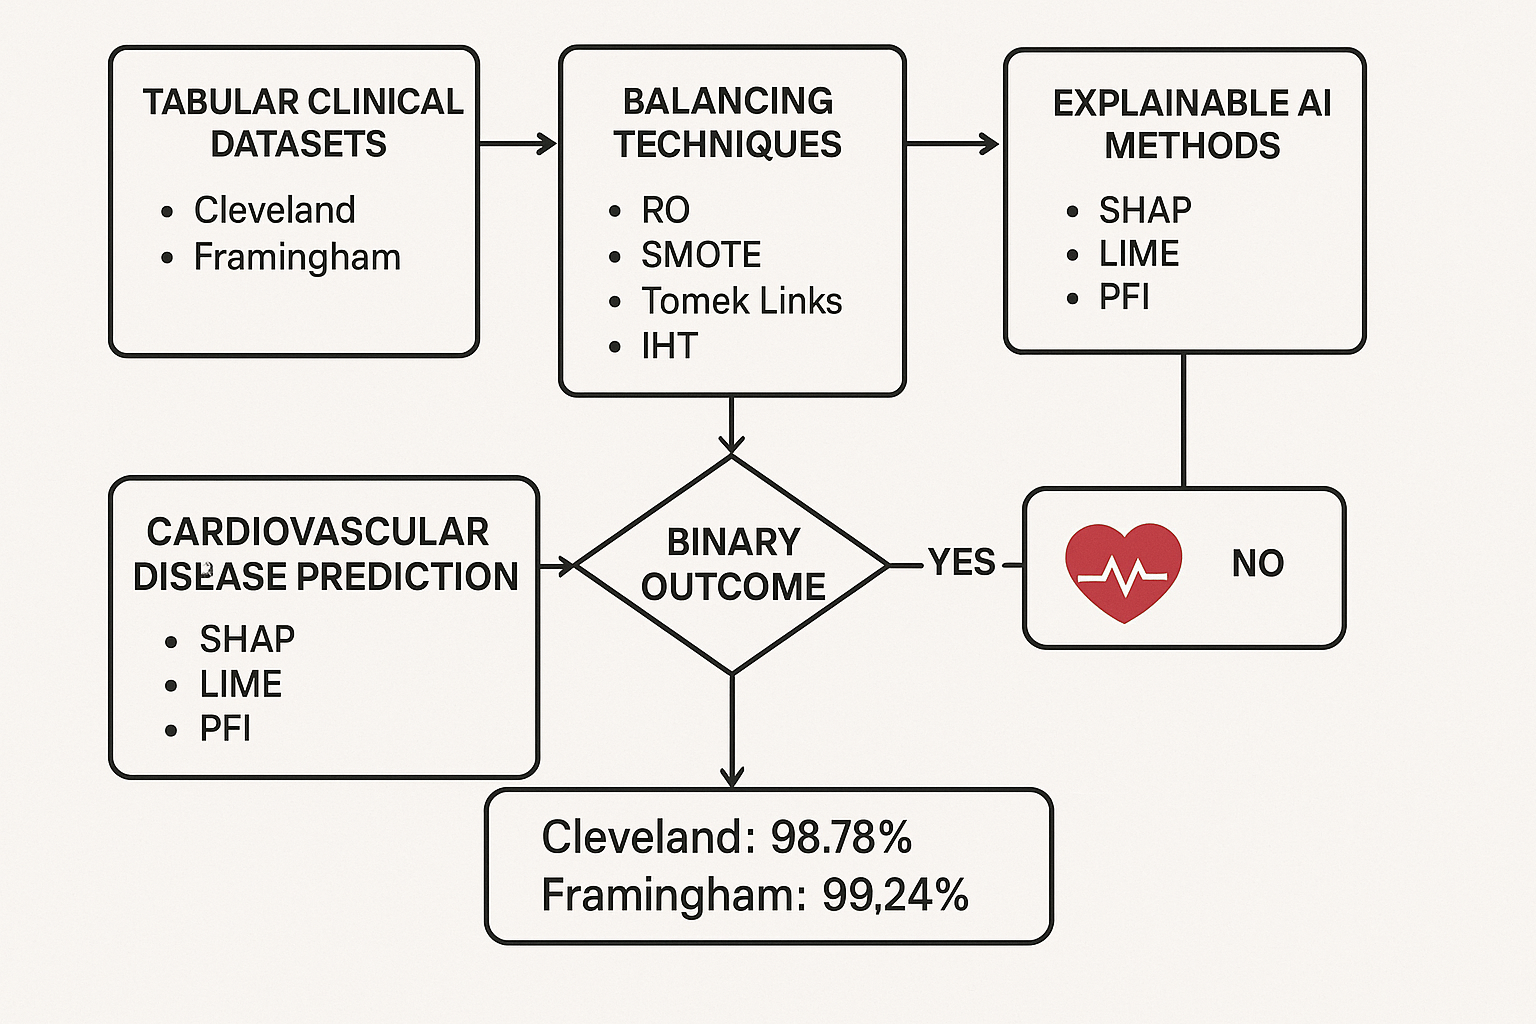 TABULAR CLINICAL
DATASETS
• Cleveland
• Framingham
BALANCING
TECHNIQUES
• RO
• SMOTE
• Tomek Links
• IHT
EXPLAINABLE AI
METHODS
• SHAP
• LIME
• PFI
CARDIOVASCULAR
DISEASE PREDICTION
• SHAP
• LIME
• PFI
BINARY
OUTCOME
YES
NO
Cleveland: 98.78%
Framingham: 99,24%